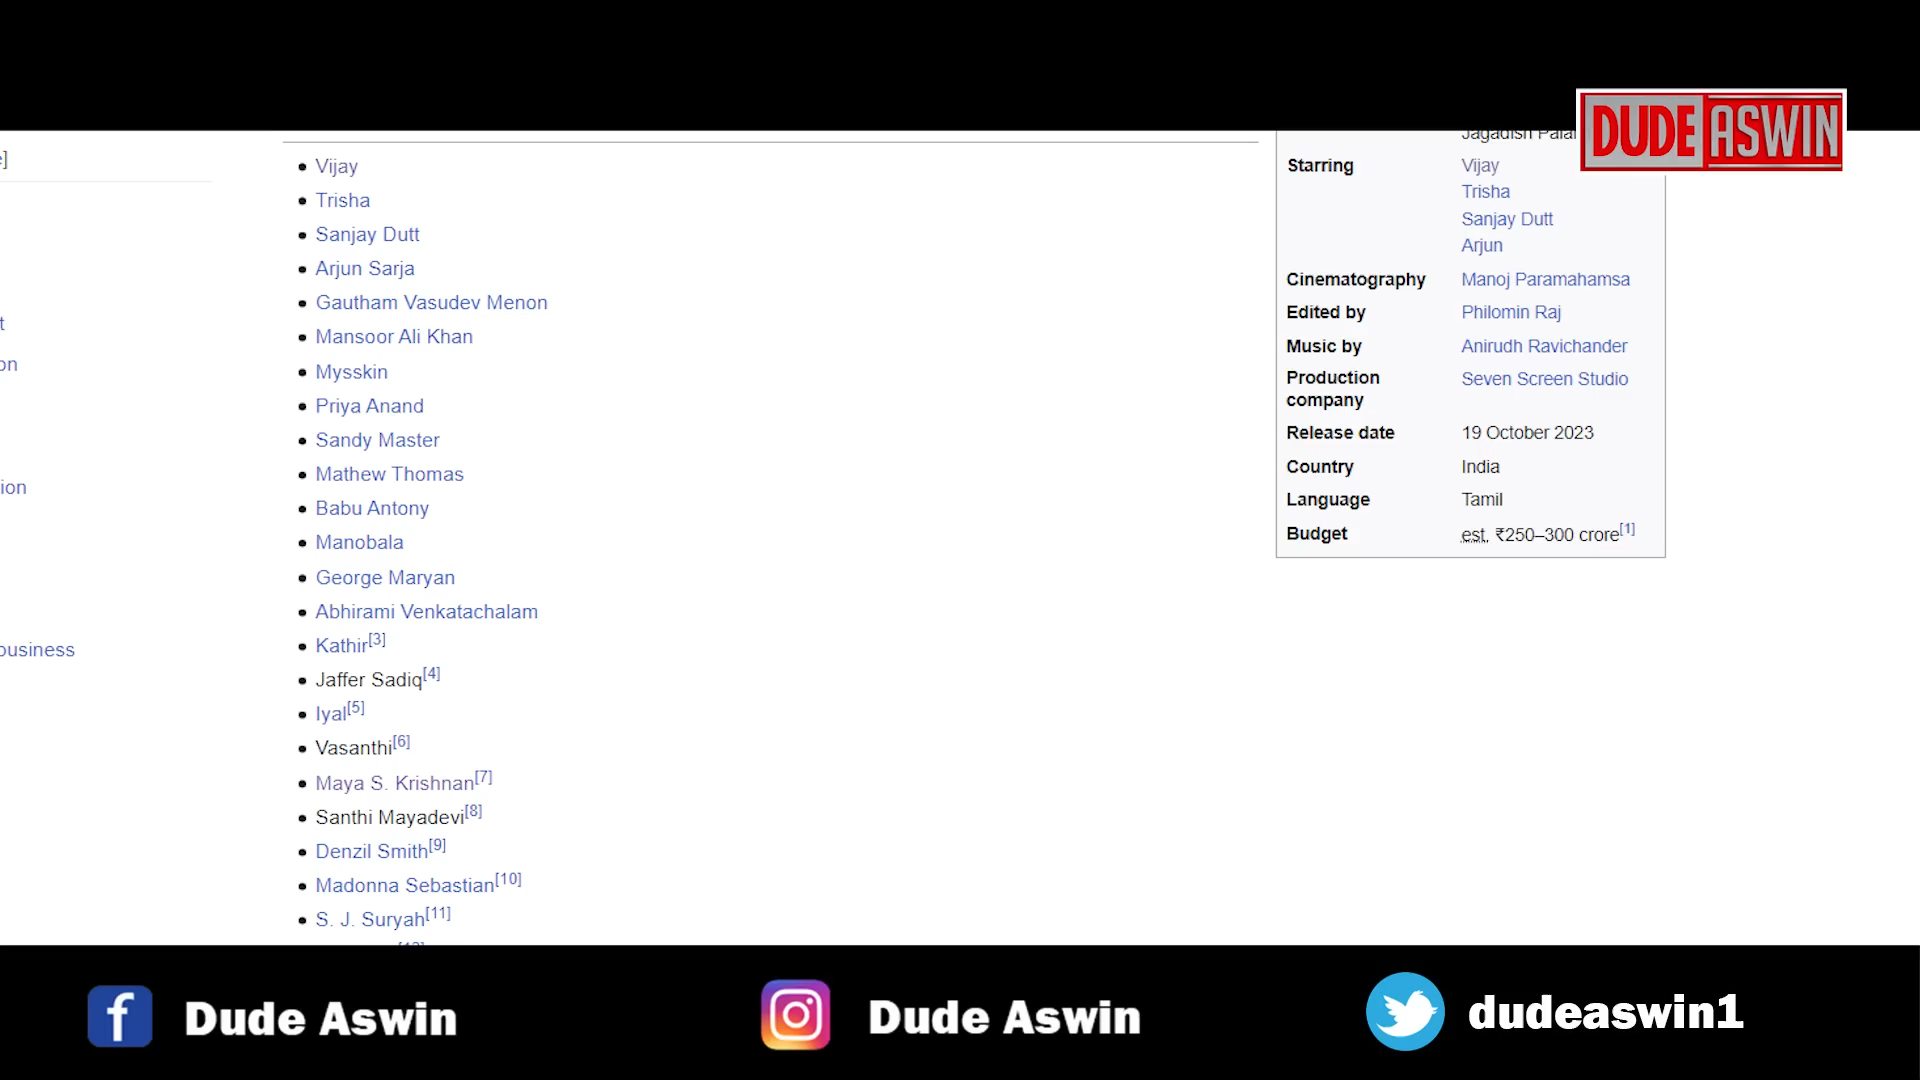 DUDE ASWIN
e]
t
on
ion
business
Vijay
Trisha
Sanjay Dutt
Arjun Sarja
Gautham Vasudev Menon
Mansoor Ali Khan
Mysskin
Priya Anand
Sandy Master
Mathew Thomas
Babu Antony
Manobala
George Maryan
Abhirami Venkatachalam
Kathir[3]
Jaffer Sadiq[4]
Iyal[5]
Vasanthi[6]
Maya S. Krishnan[7]
Santhi Mayadevi[8]
Denzil Smith[9]
Madonna Sebastian[10]
S. J. Suryah[11]
Jagadish
Starring Vijay
Trisha
Sanjay Dutt
Arjun
Cinematography Manoj Paramahamsa
Edited by Philomin Raj
Music by Anirudh Ravichander
Production Seven Screen Studio
company
Release date 19 October 2023
Country India
Language Tamil
Budget est. ₹250–300 crore[1]
Dude Aswin
Dude Aswin
dudeaswin1